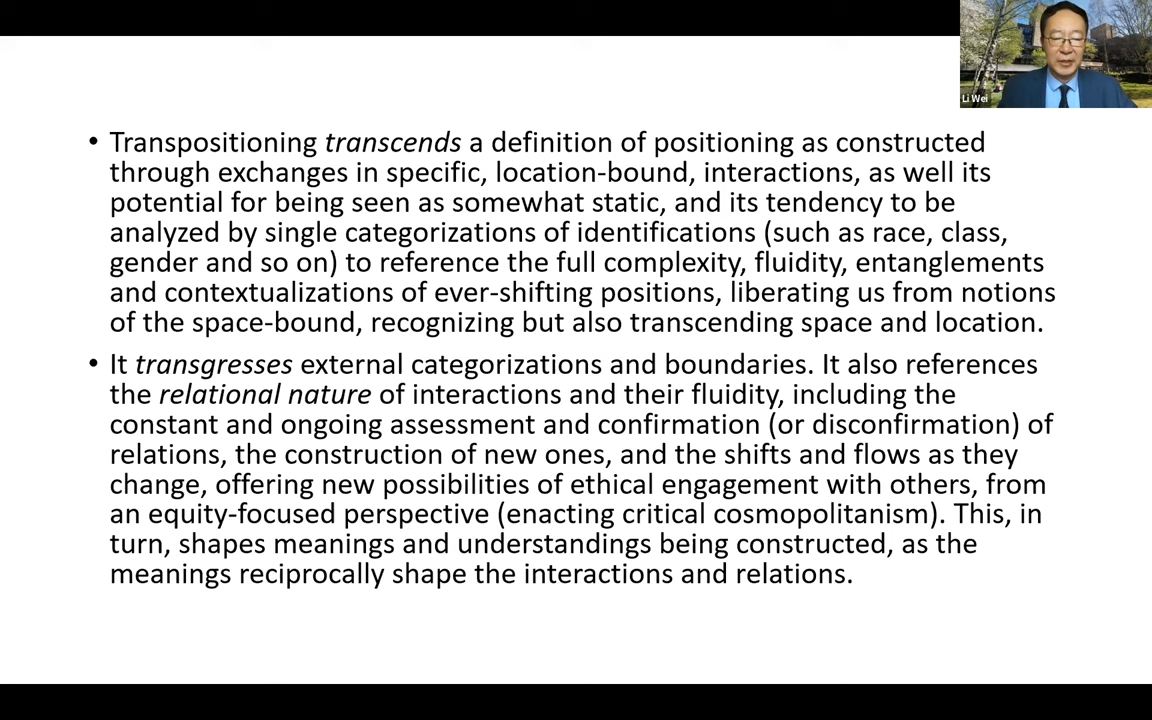 Li Wei
• Transpositioning transcends a definition of positioning as constructed
through exchanges in specific, location-bound, interactions, as well its
potential for being seen as somewhat static, and its tendency to be
analyzed by single categorizations of identifications (such as race, class,
gender and so on) to reference the full complexity, fluidity, entanglements
and contextualizations of ever-shifting positions, liberating us from notions
of the space-bound, recognizing but also transcending space and location.
• It transgresses external categorizations and boundaries. It also references
the relational nature of interactions and their fluidity, including the
constant and ongoing assessment and confirmation (or disconfirmation) of
relations, the construction of new ones, and the shifts and flows as they
change, offering new possibilities of ethical engagement with others, from
an equity-focused perspective (enacting critical cosmopolitanism). This, in
turn, shapes meanings and understandings being constructed, as the
meanings reciprocally shape the interactions and relations.